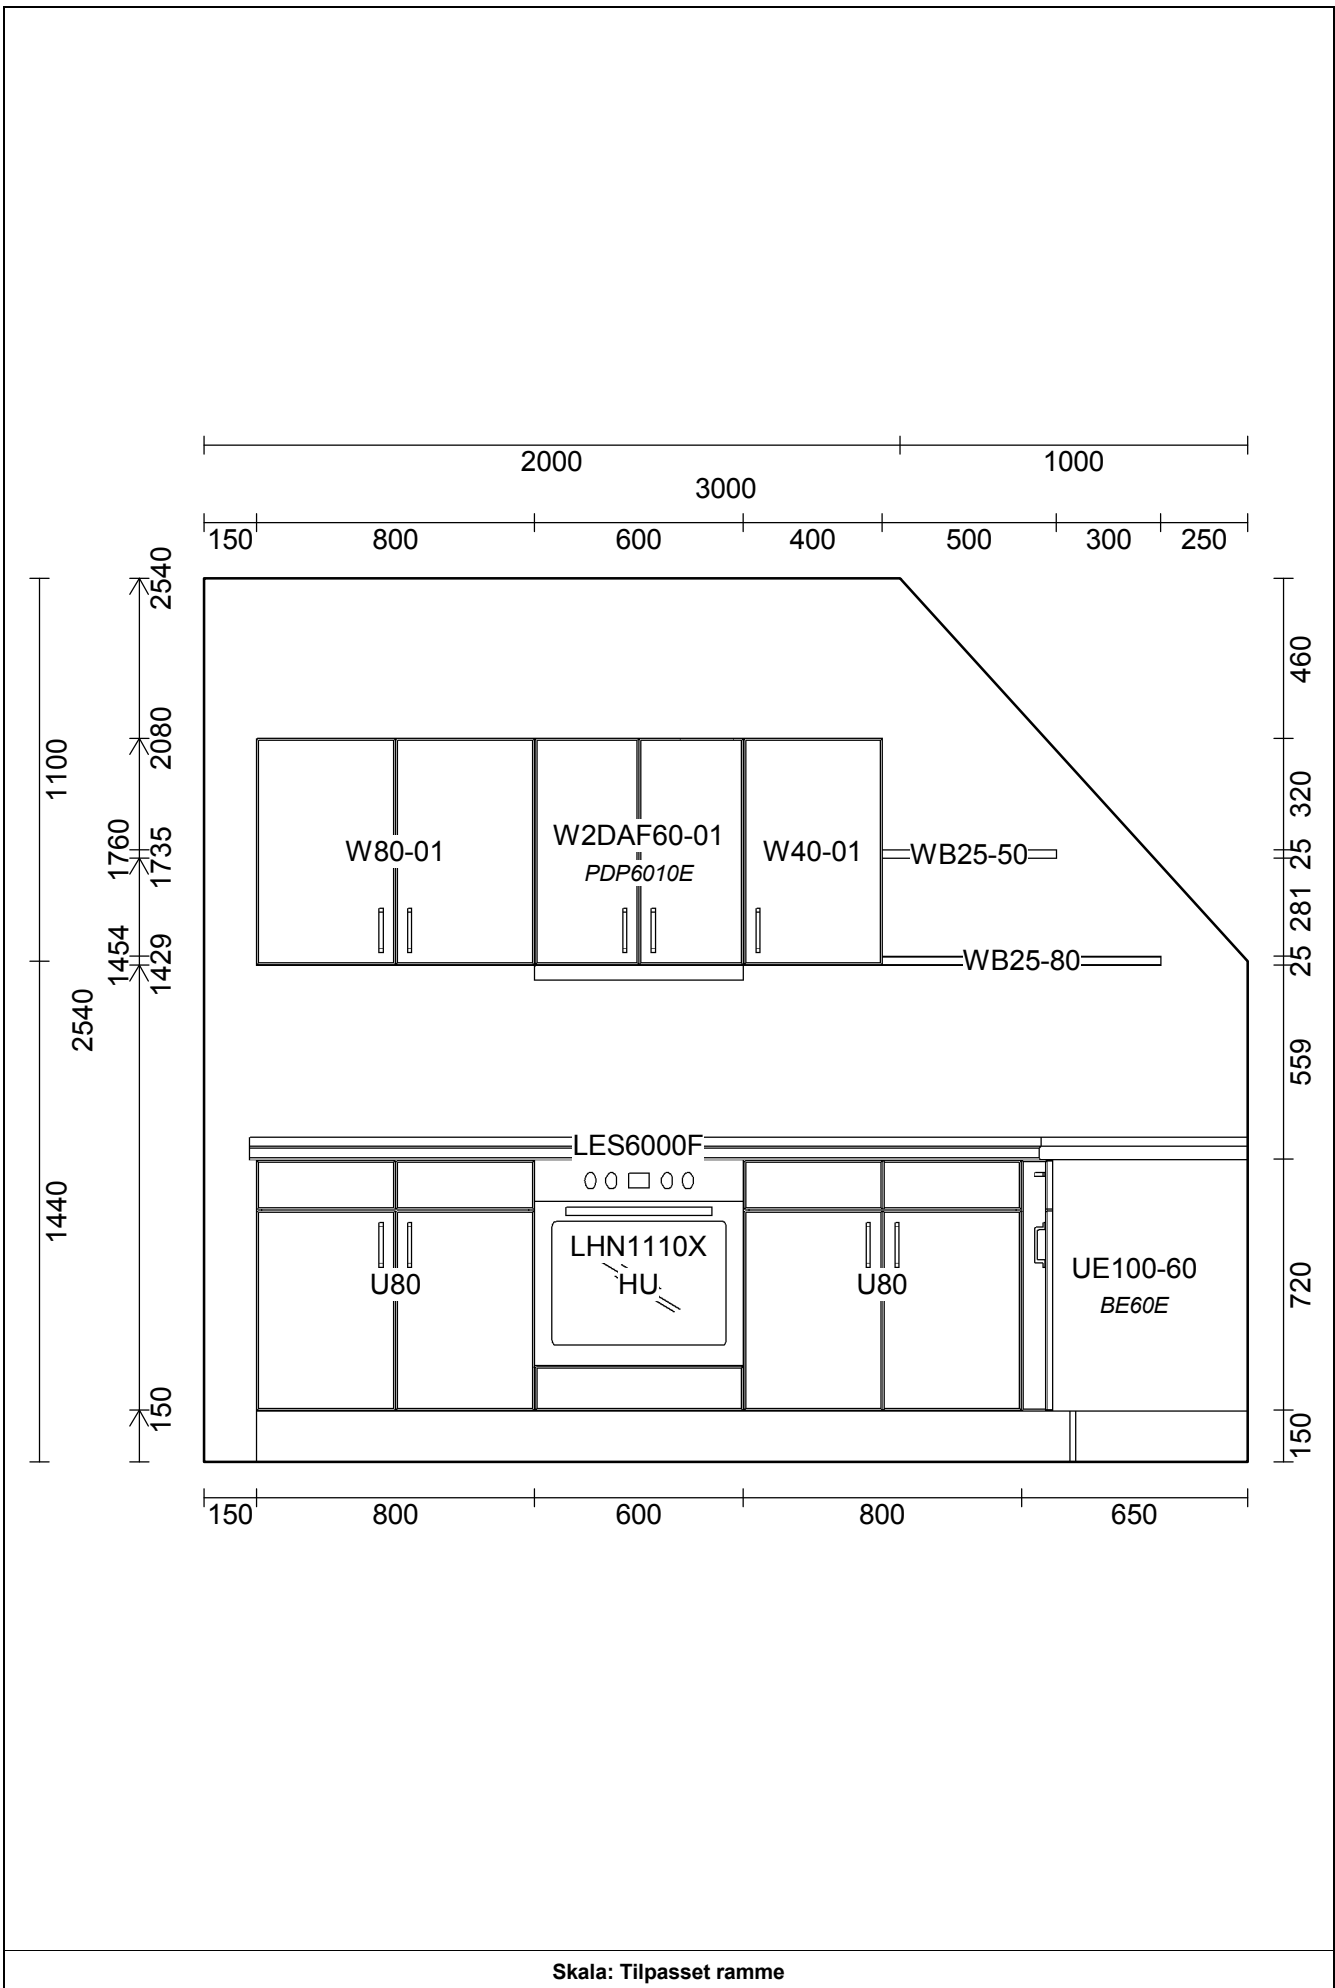 2000 1000
3000
150 800 600 400 500 300 250
2540
460
2080
1100
320
1760
1735
W80-01
W2DAF60-01
PDP6010E
W40-01
WB25-50
25
281
1454
1429
WB25-80
25
2540
559
LES6000F
1440
LHN1110X
HU
U80
U80
UE100-60
BE60E
720
150
150
150 800 600 800 650
Skala: Tilpasset ramme